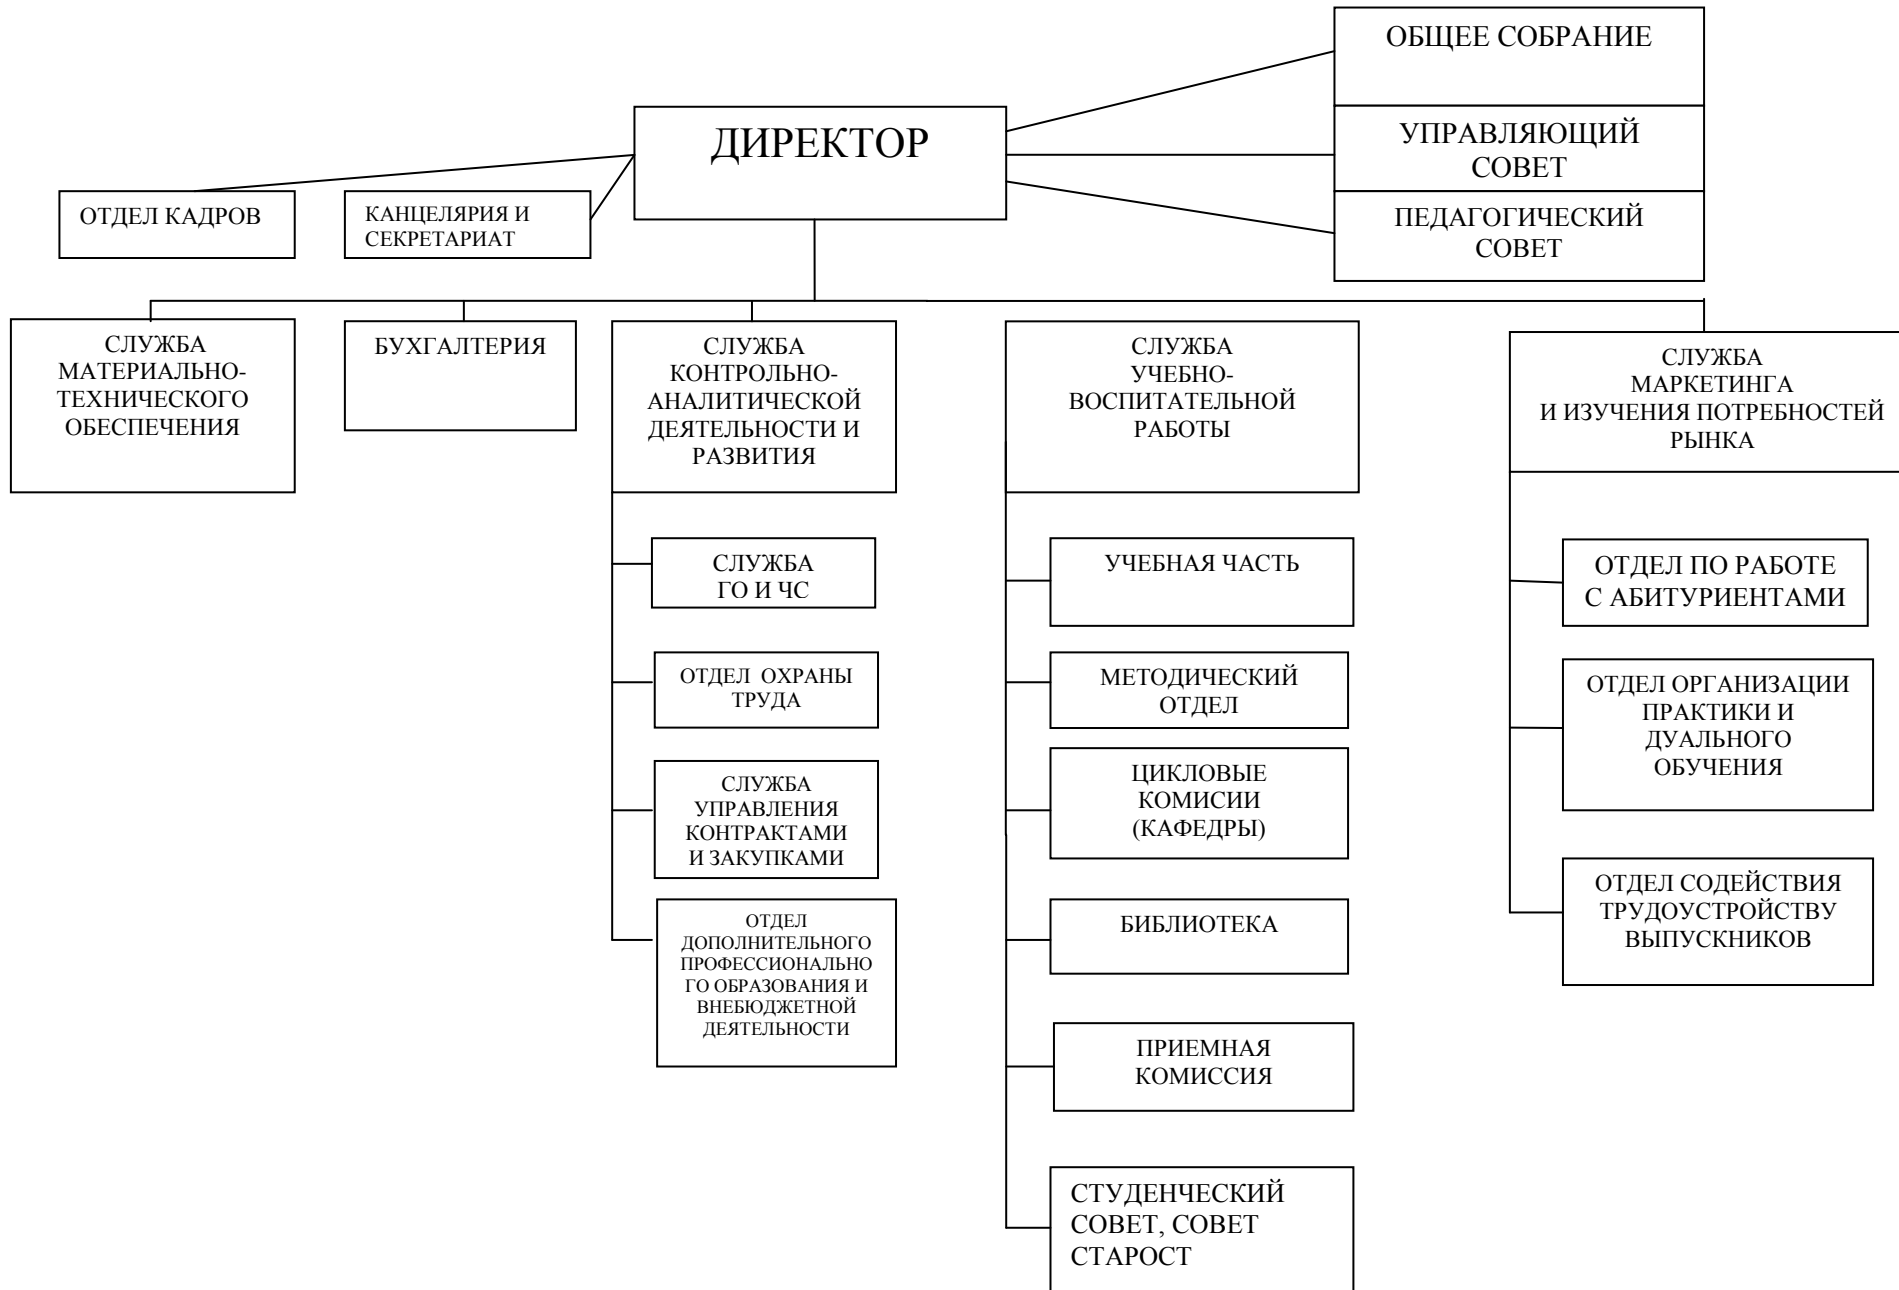 ОБЩЕЕ СОБРАНИЕ
ДИРЕКТОР
УПРАВЛЯЮЩИЙ
СОВЕТ
ПЕДАГОГИЧЕСКИЙ
СОВЕТ
ОТДЕЛ КАДРОВ
КАНЦЕЛЯРИЯ И
СЕКРЕТАРИАТ
СЛУЖБА
МАТЕРИАЛЬНО-
ТЕХНИЧЕСКОГО
ОБЕСПЕЧЕНИЯ
БУХГАЛТЕРИЯ
СЛУЖБА
КОНТРОЛЬНО-
АНАЛИТИЧЕСКОЙ
ДЕЯТЕЛЬНОСТИ И
РАЗВИТИЯ
СЛУЖБА
УЧЕБНО-
ВОСПИТАТЕЛЬНОЙ
РАБОТЫ
СЛУЖБА
МАРКЕТИНГА
И ИЗУЧЕНИЯ ПОТРЕБНОСТЕЙ
РЫНКА
СЛУЖБА
ГО И ЧС
ОТДЕЛ ОХРАНЫ
ТРУДА
СЛУЖБА
УПРАВЛЕНИЯ
КОНТРАКТАМИ
И ЗАКУПКАМИ
ОТДЕЛ
ДОПОЛНИТЕЛЬНОГО
ПРОФЕССИОНАЛЬНО
ГО ОБРАЗОВАНИЯ И
ВНЕБЮДЖЕТНОЙ
ДЕЯТЕЛЬНОСТИ
УЧЕБНАЯ ЧАСТЬ
МЕТОДИЧЕСКИЙ
ОТДЕЛ
ЦИКЛОВЫЕ
КОМИСИИ
(КАФЕДРЫ)
БИБЛИОТЕКА
ПРИЕМНАЯ
КОМИССИЯ
СТУДЕНЧЕСКИЙ
СОВЕТ, СОВЕТ
СТАРОСТ
ОТДЕЛ ПО РАБОТЕ
С АБИТУРИЕНТАМИ
ОТДЕЛ ОРГАНИЗАЦИИ
ПРАКТИКИ И
ДУАЛЬНОГО
ОБУЧЕНИЯ
ОТДЕЛ СОДЕЙСТВИЯ
ТРУДОУСТРОЙСТВУ
ВЫПУСКНИКОВ